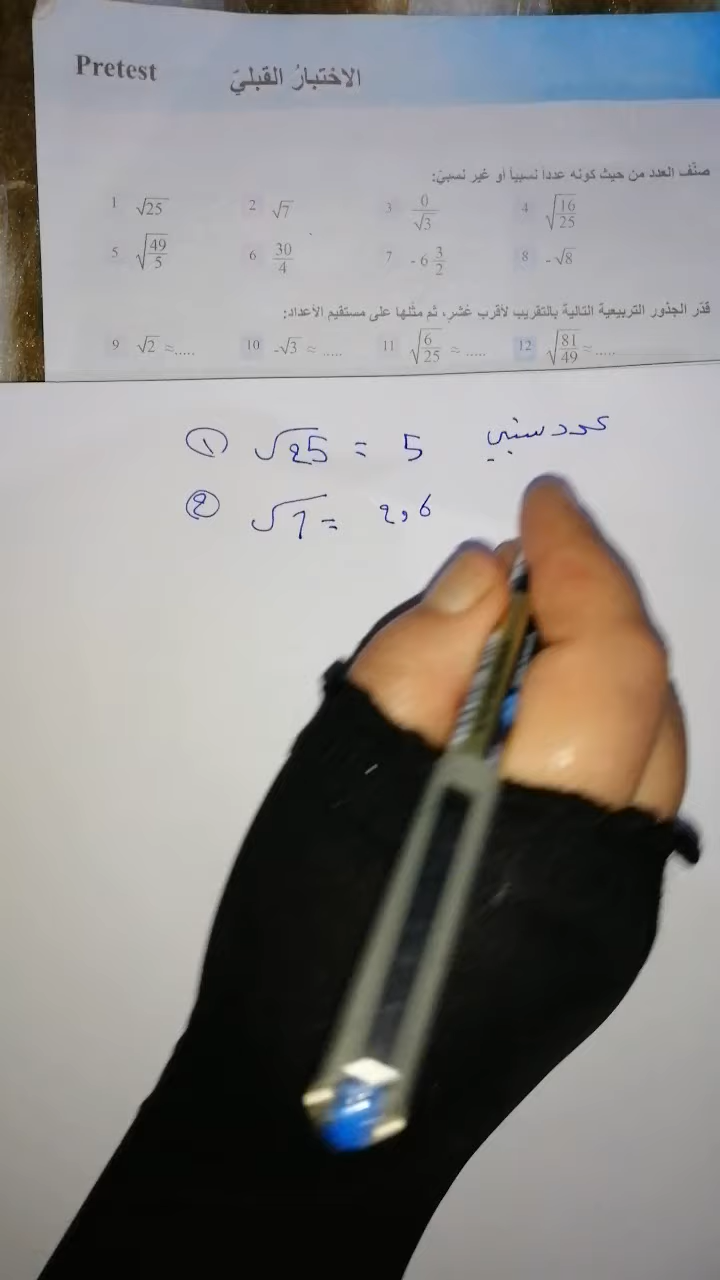 Pretest الاختبارُ القبليّ
صنّف العدد من حيث كونه عدداً نسبياً أو غير نسبيّ:
1 √25 2 √7 3 0/√3 4 √(16/25)
5 √(49/5) 6 30/4 7 - 6 3/2 8 - √8
قدّر الجذور التربيعية التالية بالتقريب لأقرب عُشرٍ، ثم مثّلها على مستقيم الأعداد:
9 √2 ≈..... 10 -√3 ≈ ..... 11 √(6/25) ≈ ..... 12 √(81/49) ≈.....
① √25 = 5 عدد نسبي
② √7 = 2,6